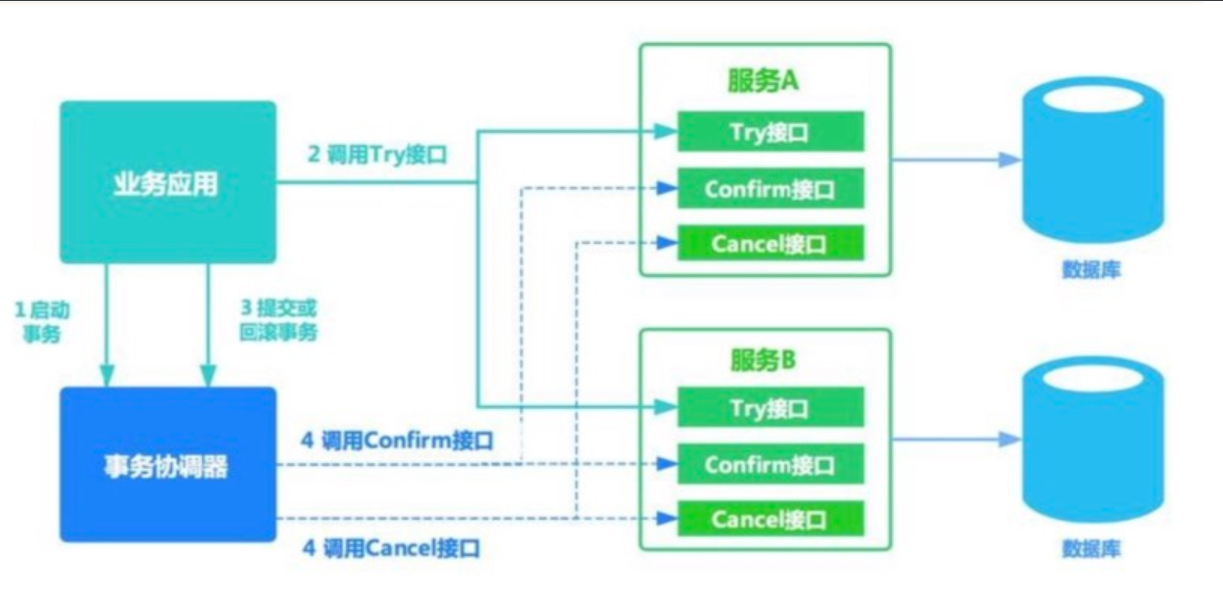 服务A
Try接口
Confirm接口
Cancel接口
数据库
业务应用
2 调用Try接口
1 启动
事务
3 提交或
回滚事务
服务B
Try接口
Confirm接口
Cancel接口
数据库
事务协调器
4 调用Confirm接口
4 调用Cancel接口